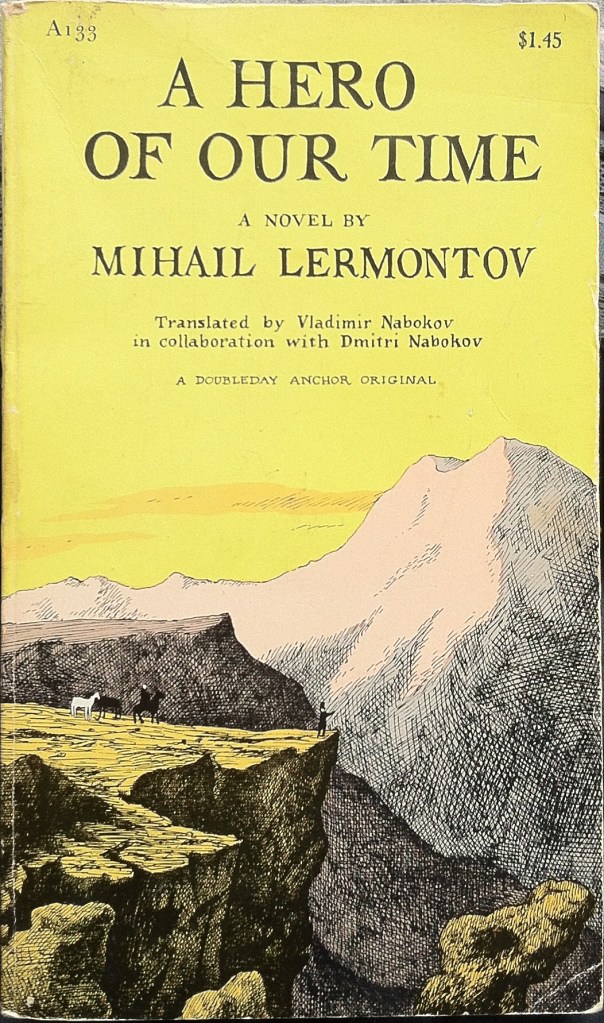 A133
$1.45
A HERO
OF OUR TIME
A NOVEL BY
MIHAIL LERMONTOV
Translated by Vladimir Nabokov
in collaboration with Dmitri Nabokov
A DOUBLEDAY ANCHOR ORIGINAL